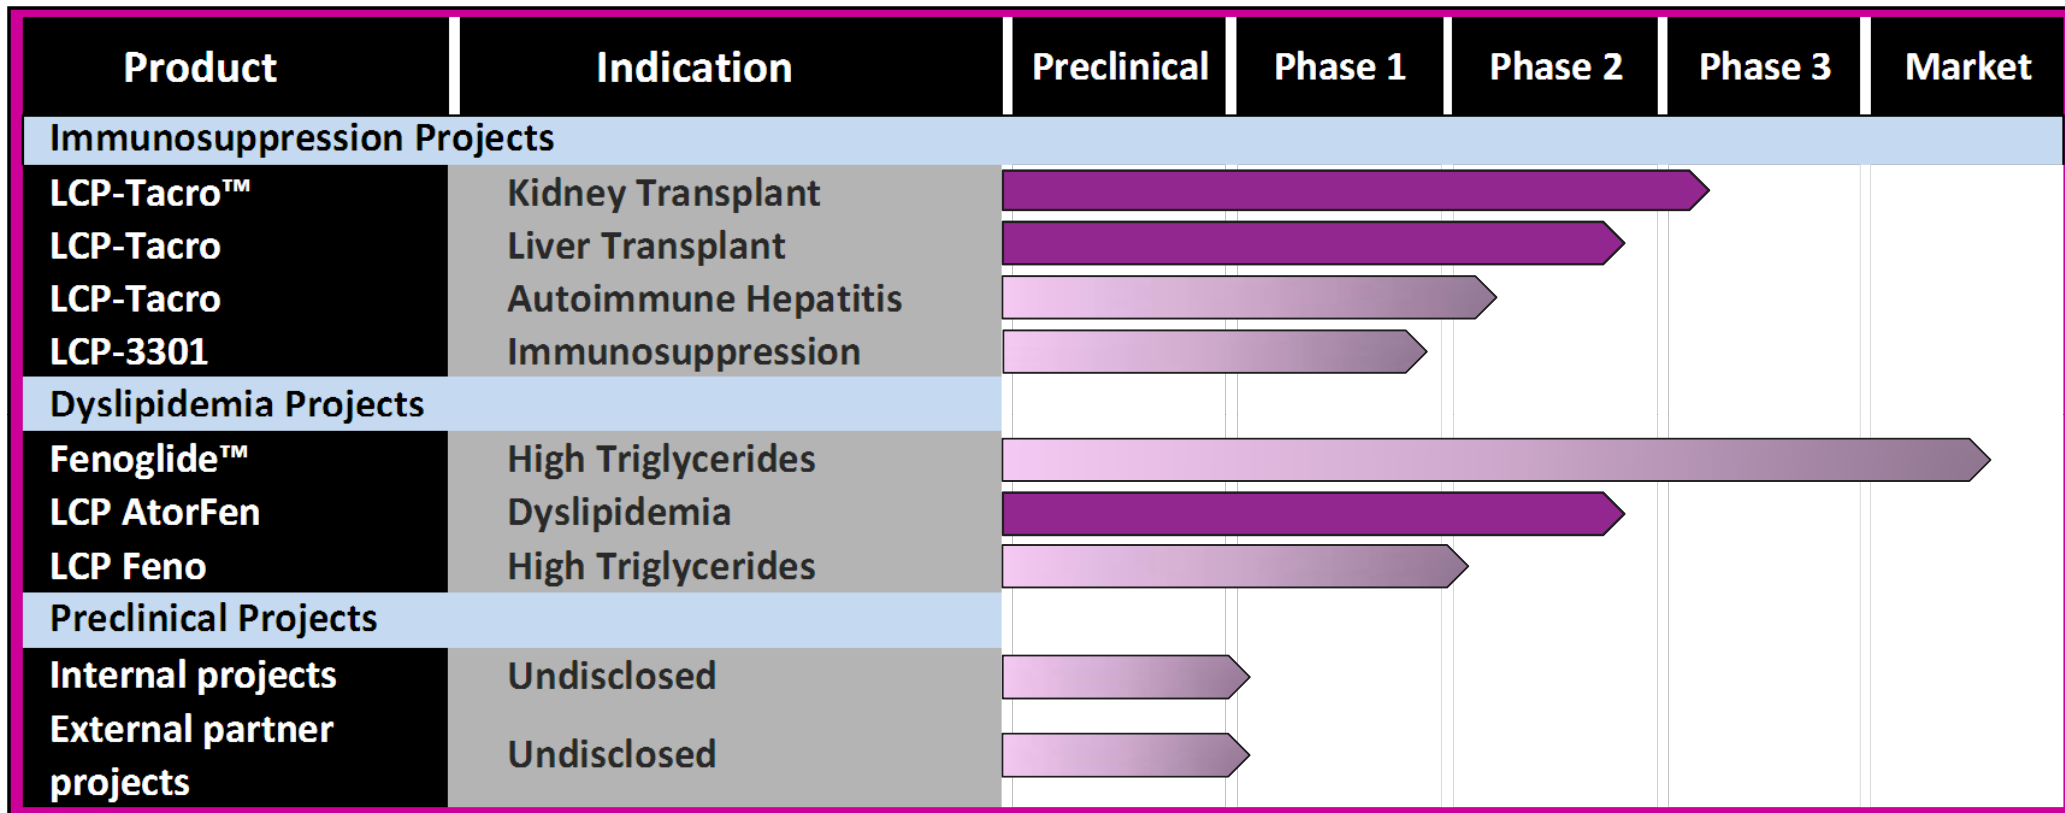 Product Indication Preclinical Phase 1 Phase 2 Phase 3 Market
Immunosuppression Projects
LCP-Tacro™ Kidney Transplant
LCP-Tacro Liver Transplant
LCP-Tacro Autoimmune Hepatitis
LCP-3301 Immunosuppression
Dyslipidemia Projects
Fenoglide™ High Triglycerides
LCP AtorFen Dyslipidemia
LCP Feno High Triglycerides
Preclinical Projects
Internal projects Undisclosed
External partner
projects
Undisclosed